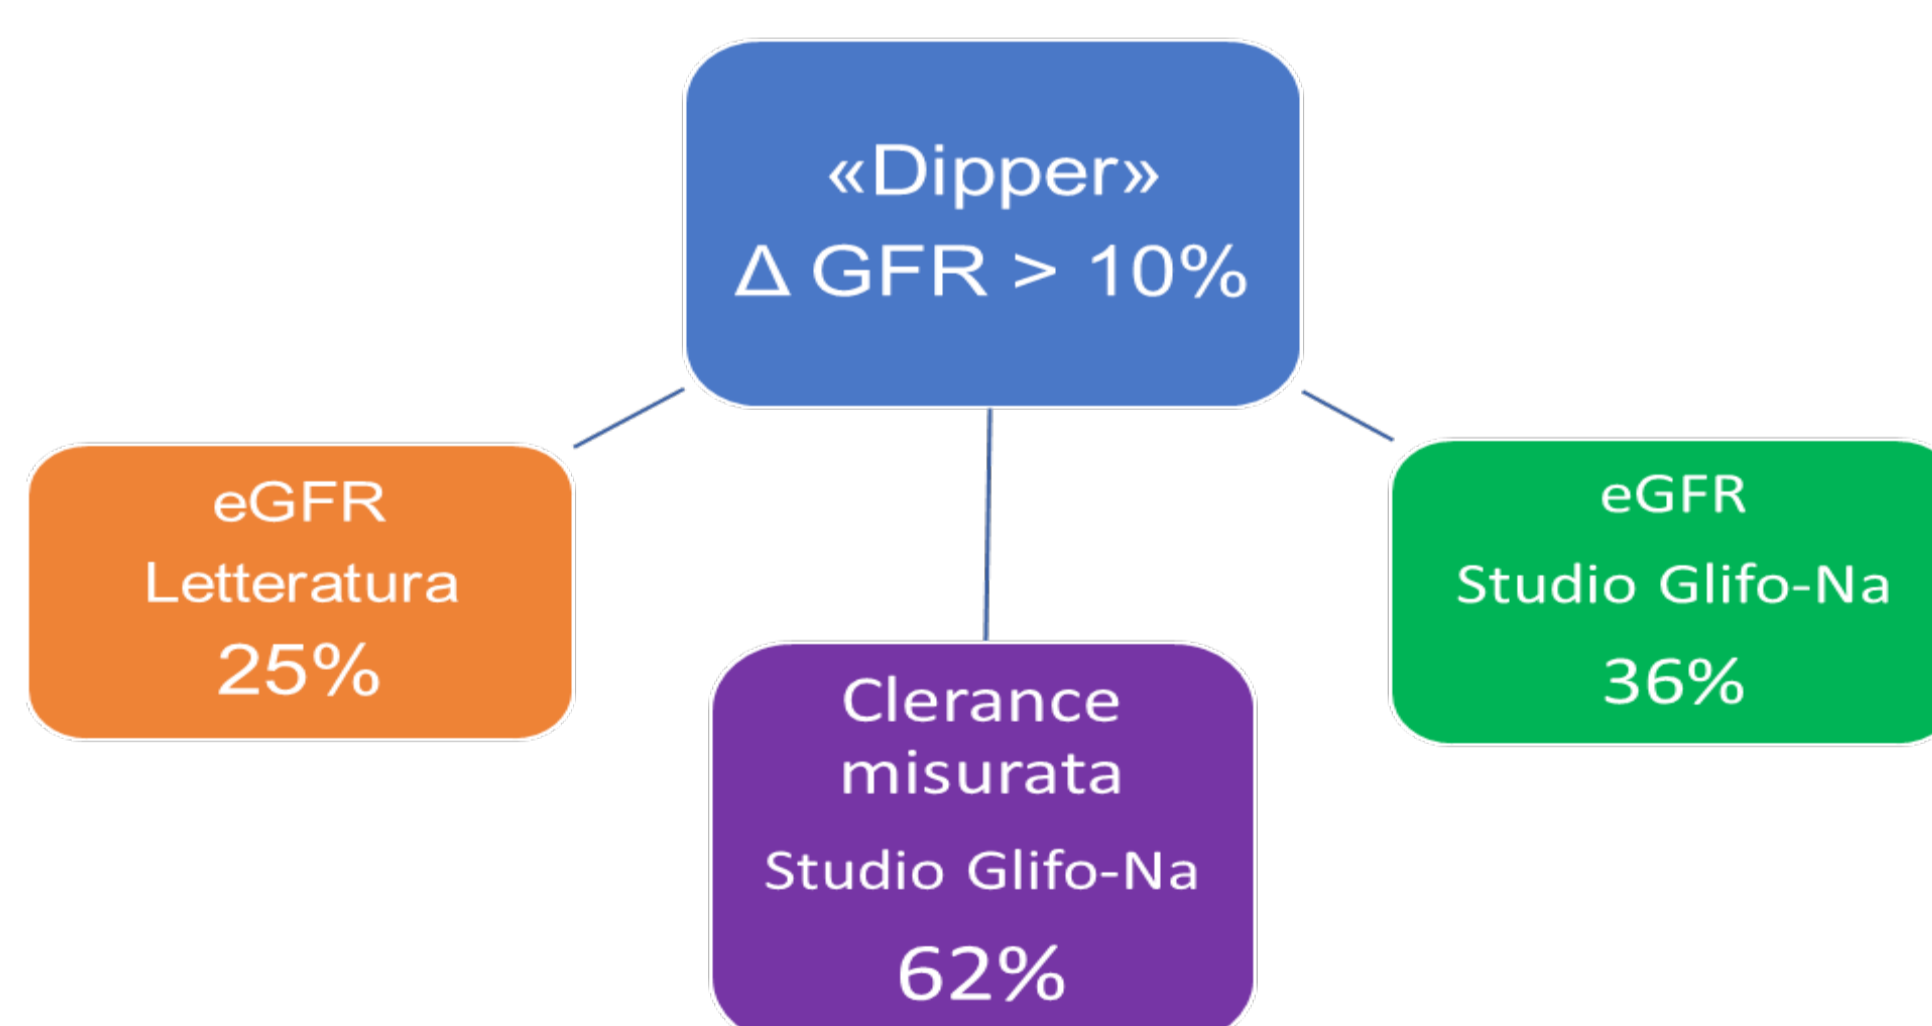 «Dipper»
Δ GFR > 10%
eGFR
Letteratura
25%
Clerance
misurata
Studio Glifo-Na
62%
eGFR
Studio Glifo-Na
36%